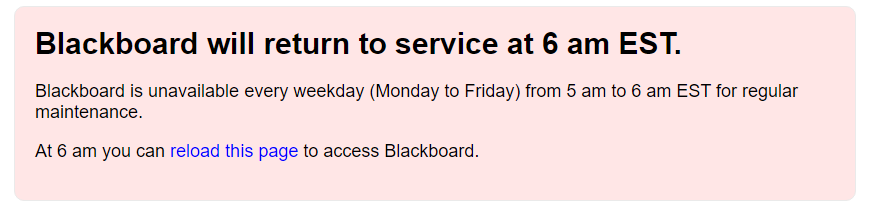 Blackboard will return to service at 6 am EST.
Blackboard is unavailable every weekday (Monday to Friday) from 5 am to 6 am EST for regular
maintenance.
At 6 am you can reload this page to access Blackboard.